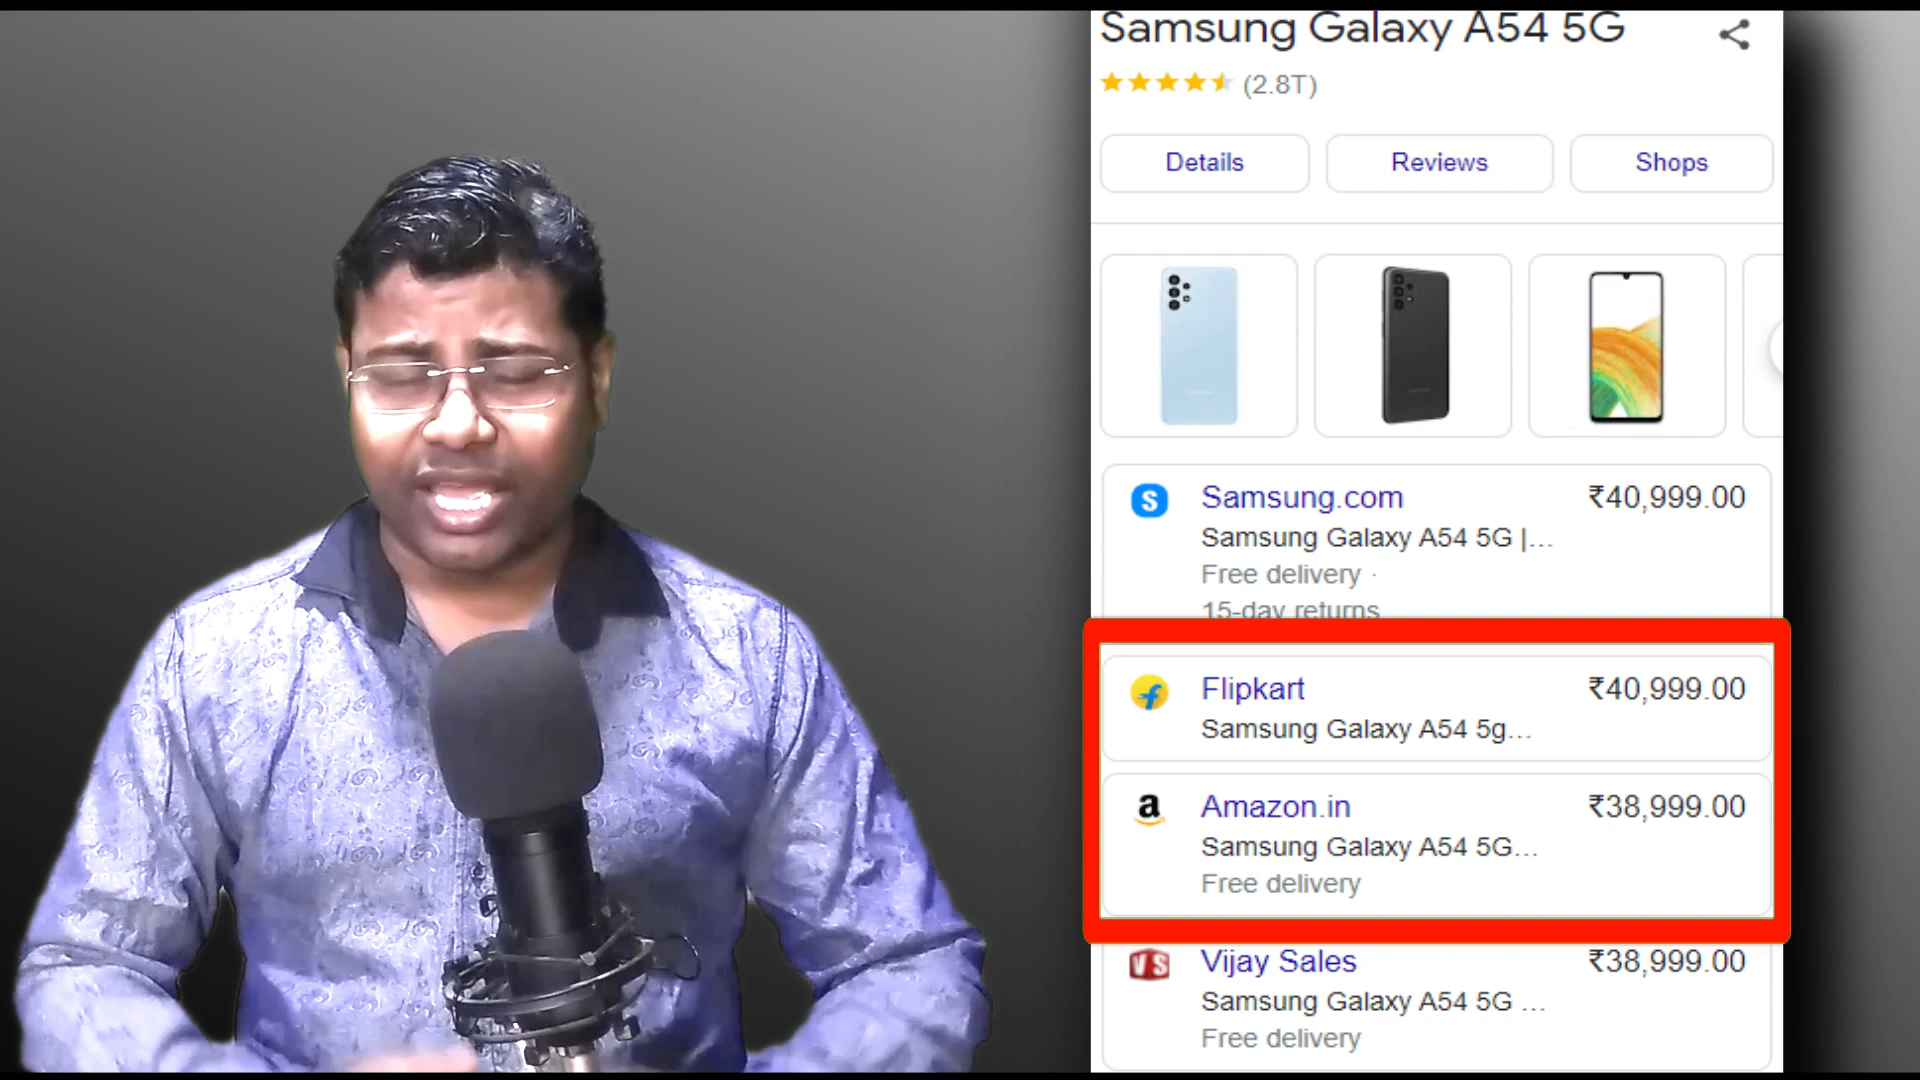 Samsung Galaxy A54 5G
(2.8T)
Details Reviews Shops
S Samsung.com ₹40,999.00
Samsung Galaxy A54 5G |...
Free delivery ·
15-day returns
Flipkart ₹40,999.00
Samsung Galaxy A54 5g...
a Amazon.in ₹38,999.00
Samsung Galaxy A54 5G...
Free delivery
VS Vijay Sales ₹38,999.00
Samsung Galaxy A54 5G ...
Free delivery